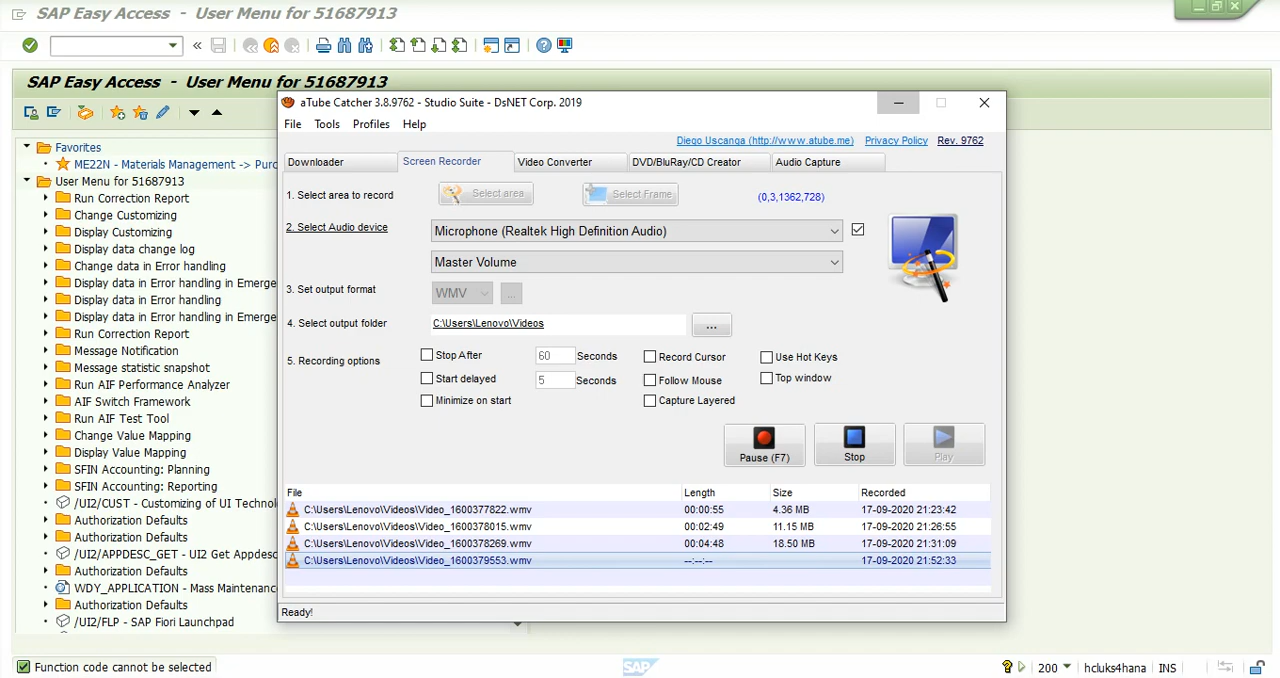 SAP Easy Access - User Menu for 51687913
SAP Easy Access - User Menu for 51687913
Favorites
ME22N - Materials Management -> Purc
User Menu for 51687913
Run Correction Report
Change Customizing
Display Customizing
Display data change log
Change data in Error handling
Display data in Error handling in Emerge
Display data in Error handling
Display data in Error handling in Emerge
Run Correction Report
Message Notification
Message statistic snapshot
Run AIF Performance Analyzer
AIF Switch Framework
Run AIF Test Tool
Change Value Mapping
Display Value Mapping
SFIN Accounting: Planning
SFIN Accounting: Reporting
/UI2/CUST - Customizing of UI Technol
Authorization Defaults
Authorization Defaults
/UI2/APPDESC_GET - UI2 Get Appdesc
Authorization Defaults
WDY_APPLICATION - Mass Maintenanc
Authorization Defaults
/UI2/FLP - SAP Fiori Launchpad
aTube Catcher 3.8.9762 - Studio Suite - DsNET Corp. 2019
File Tools Profiles Help
Diego Uscanga (http://www.atube.me) Privacy Policy Rev. 9762
Downloader Screen Recorder Video Converter DVD/BluRay/CD Creator Audio Capture
1. Select area to record Select area Select Frame (0,3,1362,728)
2. Select Audio device Microphone (Realtek High Definition Audio)
Master Volume
3. Set output format WMV ...
4. Select output folder C:\Users\Lenovo\Videos ...
5. Recording options Stop After 60 Seconds Record Cursor Use Hot Keys
Start delayed 5 Seconds Follow Mouse Top window
Minimize on start Capture Layered
Pause (F7) Stop Play
File Length Size Recorded
C:\Users\Lenovo\Videos\Video_1600377822.wmv 00:00:55 4.36 MB 17-09-2020 21:23:42
C:\Users\Lenovo\Videos\Video_1600378015.wmv 00:02:49 11.15 MB 17-09-2020 21:26:55
C:\Users\Lenovo\Videos\Video_1600378269.wmv 00:04:48 18.50 MB 17-09-2020 21:31:09
C:\Users\Lenovo\Videos\Video_1600379553.wmv --:--:-- 17-09-2020 21:52:33
Ready!
Function code cannot be selected SAP 200 hcluks4hana INS